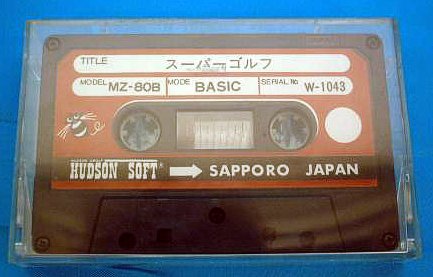 TITLE スーパーゴルフ
MODEL MZ-80B MODE BASIC SERIAL No W-1043
HUDSON SOFT ® SAPPORO JAPAN